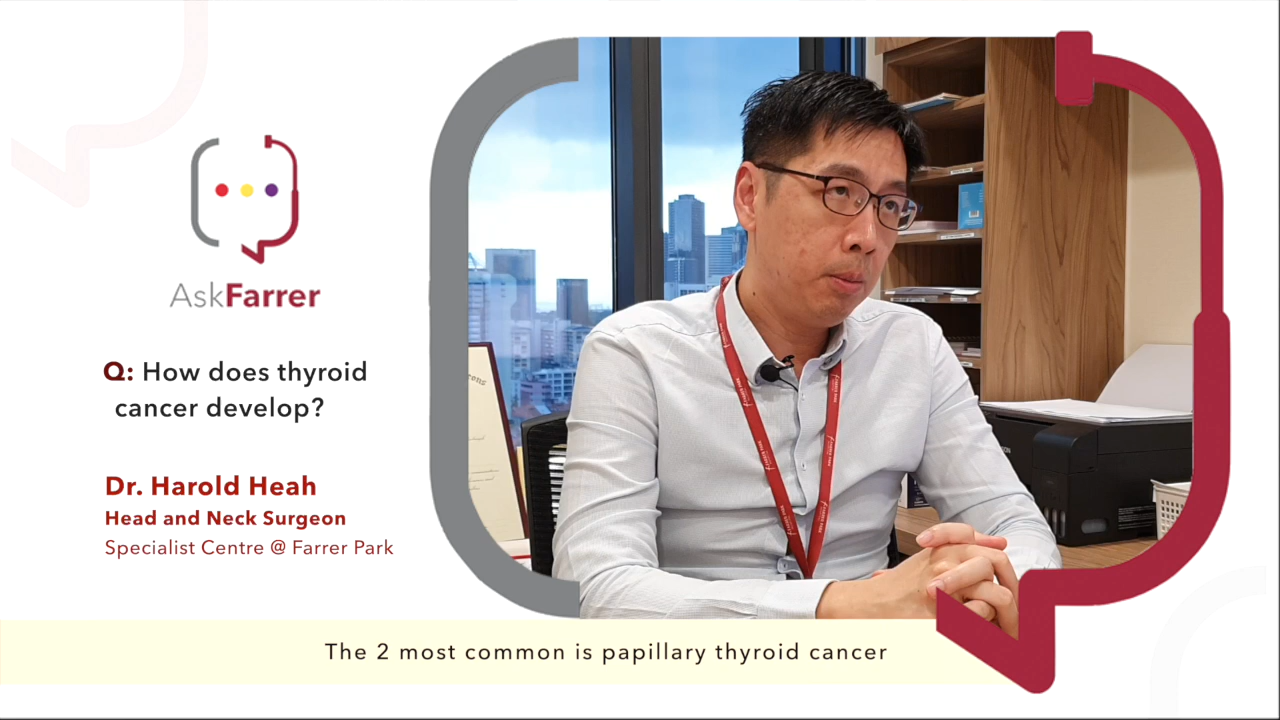 AskFarrer
Q: How does thyroid
cancer develop?
Dr. Harold Heah
Head and Neck Surgeon
Specialist Centre @ Farrer Park
The 2 most common is papillary thyroid cancer